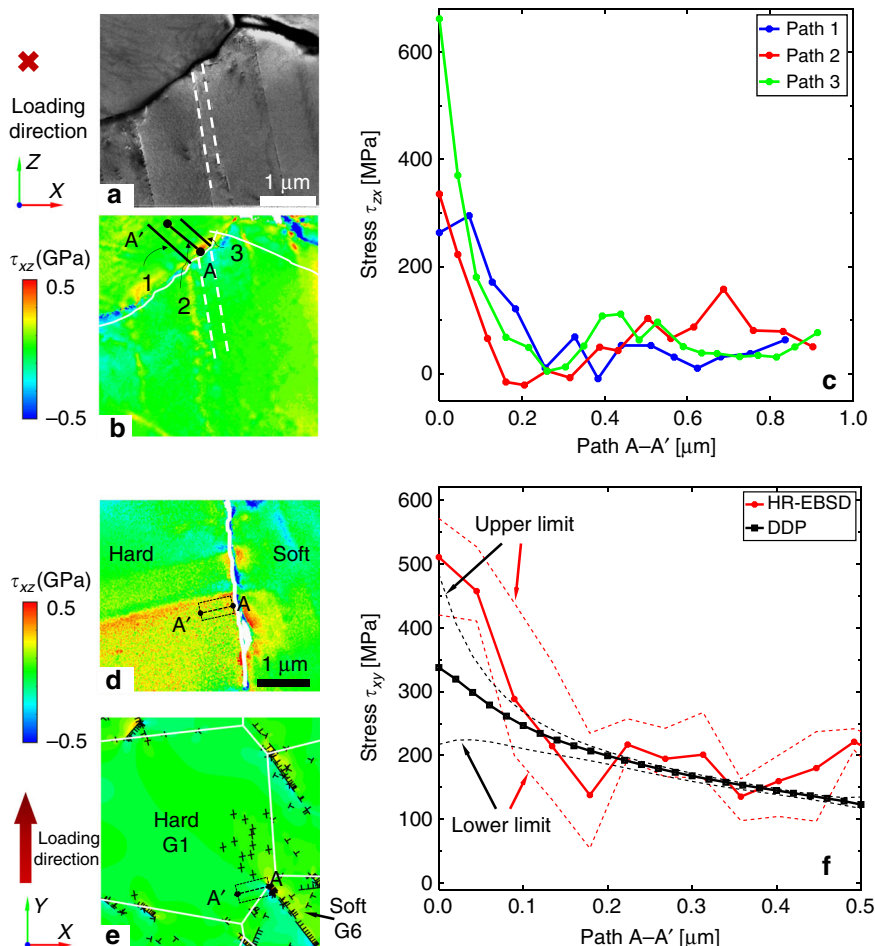 Loading
direction
Z
X
a
1 μm
τxz(GPa)
0.5
–0.5
A′
A
1
2
3
b
600
400
200
0
Stress τzx [MPa]
Path 1
Path 2
Path 3
c
0.0
0.2
0.4
0.6
0.8
1.0
Path A–A′ [μm]
τxz(GPa)
0.5
–0.5
Hard
Soft
A
A′
1 μm
d
Loading
direction
Y
X
Hard
G1
A
A′
Soft
G6
e
600
500
400
300
200
100
0
Stress τxy [MPa]
HR-EBSD
DDP
Upper limit
Lower limit
f
0.0
0.1
0.2
0.3
0.4
0.5
Path A–A′ [μm]